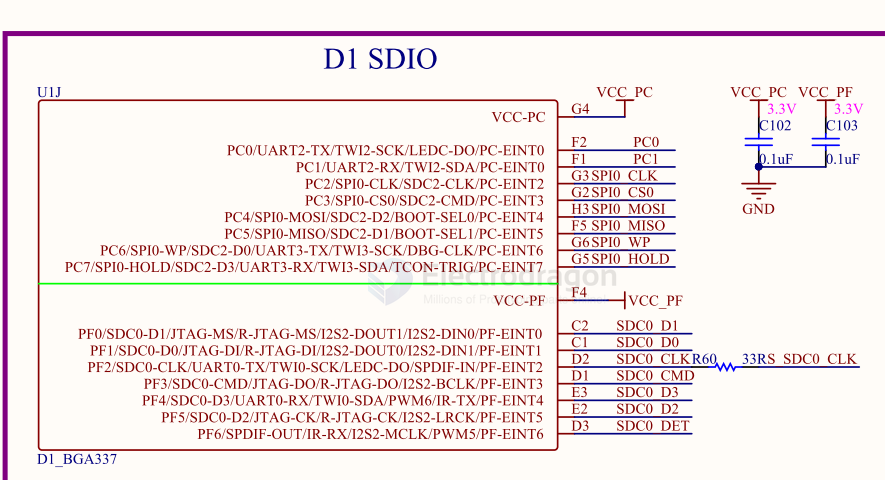 D1 SDIO
U1J
VCC-PC G4 VCC_PC
PC0/UART2-TX/TWI2-SCK/LEDC-DO/PC-EINT0 F2 PC0
PC1/UART2-RX/TWI2-SDA/PC-EINT0 F1 PC1
PC2/SPI0-CLK/SDC2-CLK/PC-EINT2 G3 SPI0_CLK
PC3/SPI0-CS0/SDC2-CMD/PC-EINT3 G2 SPI0_CS0
PC4/SPI0-MOSI/SDC2-D2/BOOT-SEL0/PC-EINT4 H3 SPI0_MOSI
PC5/SPI0-MISO/SDC2-D1/BOOT-SEL1/PC-EINT5 F5 SPI0_MISO
PC6/SPI0-WP/SDC2-D0/UART3-TX/TWI3-SCK/DBG-CLK/PC-EINT6 G6 SPI0_WP
PC7/SPI0-HOLD/SDC2-D3/UART3-RX/TWI3-SDA/TCON-TRIG/PC-EINT7 G5 SPI0_HOLD
VCC-PF F4 VCC_PF
PF0/SDC0-D1/JTAG-MS/R-JTAG-MS/I2S2-DOUT1/I2S2-DIN0/PF-EINT0 C2 SDC0_D1
PF1/SDC0-D0/JTAG-DI/R-JTAG-DI/I2S2-DOUT0/I2S2-DIN1/PF-EINT1 C1 SDC0_D0
PF2/SDC0-CLK/UART0-TX/TWI0-SCK/LEDC-DO/SPDIF-IN/PF-EINT2 D2 SDC0_CLK R60 33R S_SDC0_CLK
PF3/SDC0-CMD/JTAG-DO/R-JTAG-DO/I2S2-BCLK/PF-EINT3 D1 SDC0_CMD
PF4/SDC0-D3/UART0-RX/TWI0-SDA/PWM6/IR-TX/PF-EINT4 E3 SDC0_D3
PF5/SDC0-D2/JTAG-CK/R-JTAG-CK/I2S2-LRCK/PF-EINT5 E2 SDC0_D2
PF6/SPDIF-OUT/IR-RX/I2S2-MCLK/PWM5/PF-EINT6 D3 SDC0_DET
D1_BGA337
VCC_PC VCC_PF
3.3V 3.3V
C102 C103
0.1uF 0.1uF
GND
Electrodragon